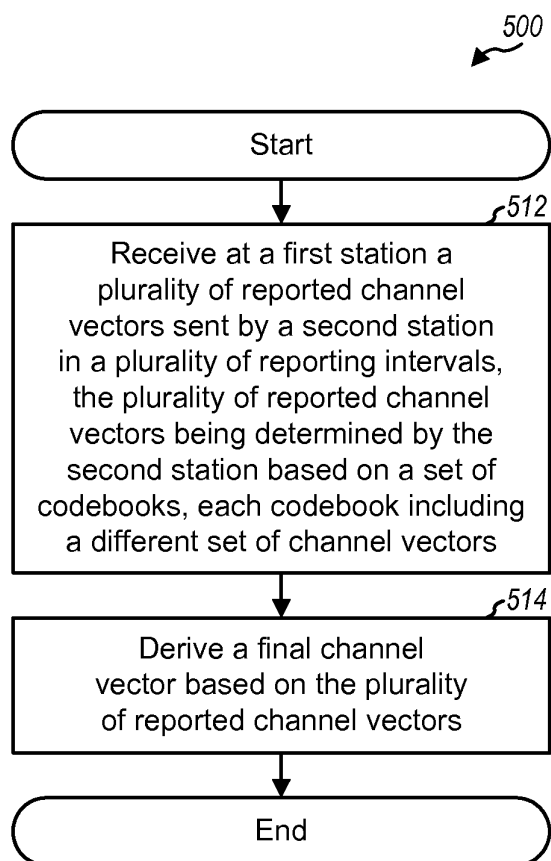 500
Start
512
Receive at a first station a
plurality of reported channel
vectors sent by a second station
in a plurality of reporting intervals,
the plurality of reported channel
vectors being determined by the
second station based on a set of
codebooks, each codebook including
a different set of channel vectors
514
Derive a final channel
vector based on the plurality
of reported channel vectors
End